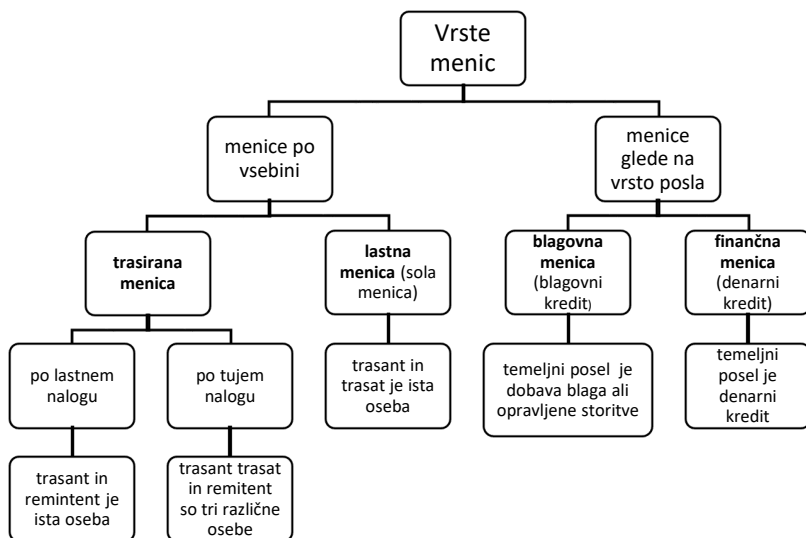 Vrste
menic
menice po
vsebini
menice
glede na
vrsto posla
trasirana
menica
lastna
menica (sola
menica)
blagovna
menica
(blagovni
kredit)
finančna
menica
(denarni
kredit)
po lastnem
nalogu
po tujem
nalogu
trasant in
trasat je ista
oseba
temeljni posel je
dobava blaga ali
opravljene storitve
temeljni
posel je
denarni
kredit
trasant in
remintent je
ista oseba
trasant trasat
in remitent
so tri različne
osebe